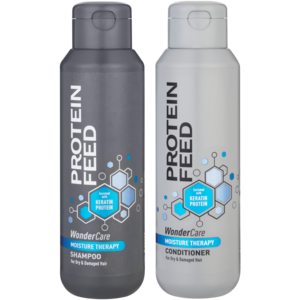 PROTEIN
FEED
Enriched with
KERATIN
PROTEIN
WonderCare
MOISTURE THERAPY
SHAMPOO
For Dry & Damaged Hair
PROTEIN
FEED
Enriched with
KERATIN
PROTEIN
WonderCare
MOISTURE THERAPY
CONDITIONER
For Dry & Damaged Hair